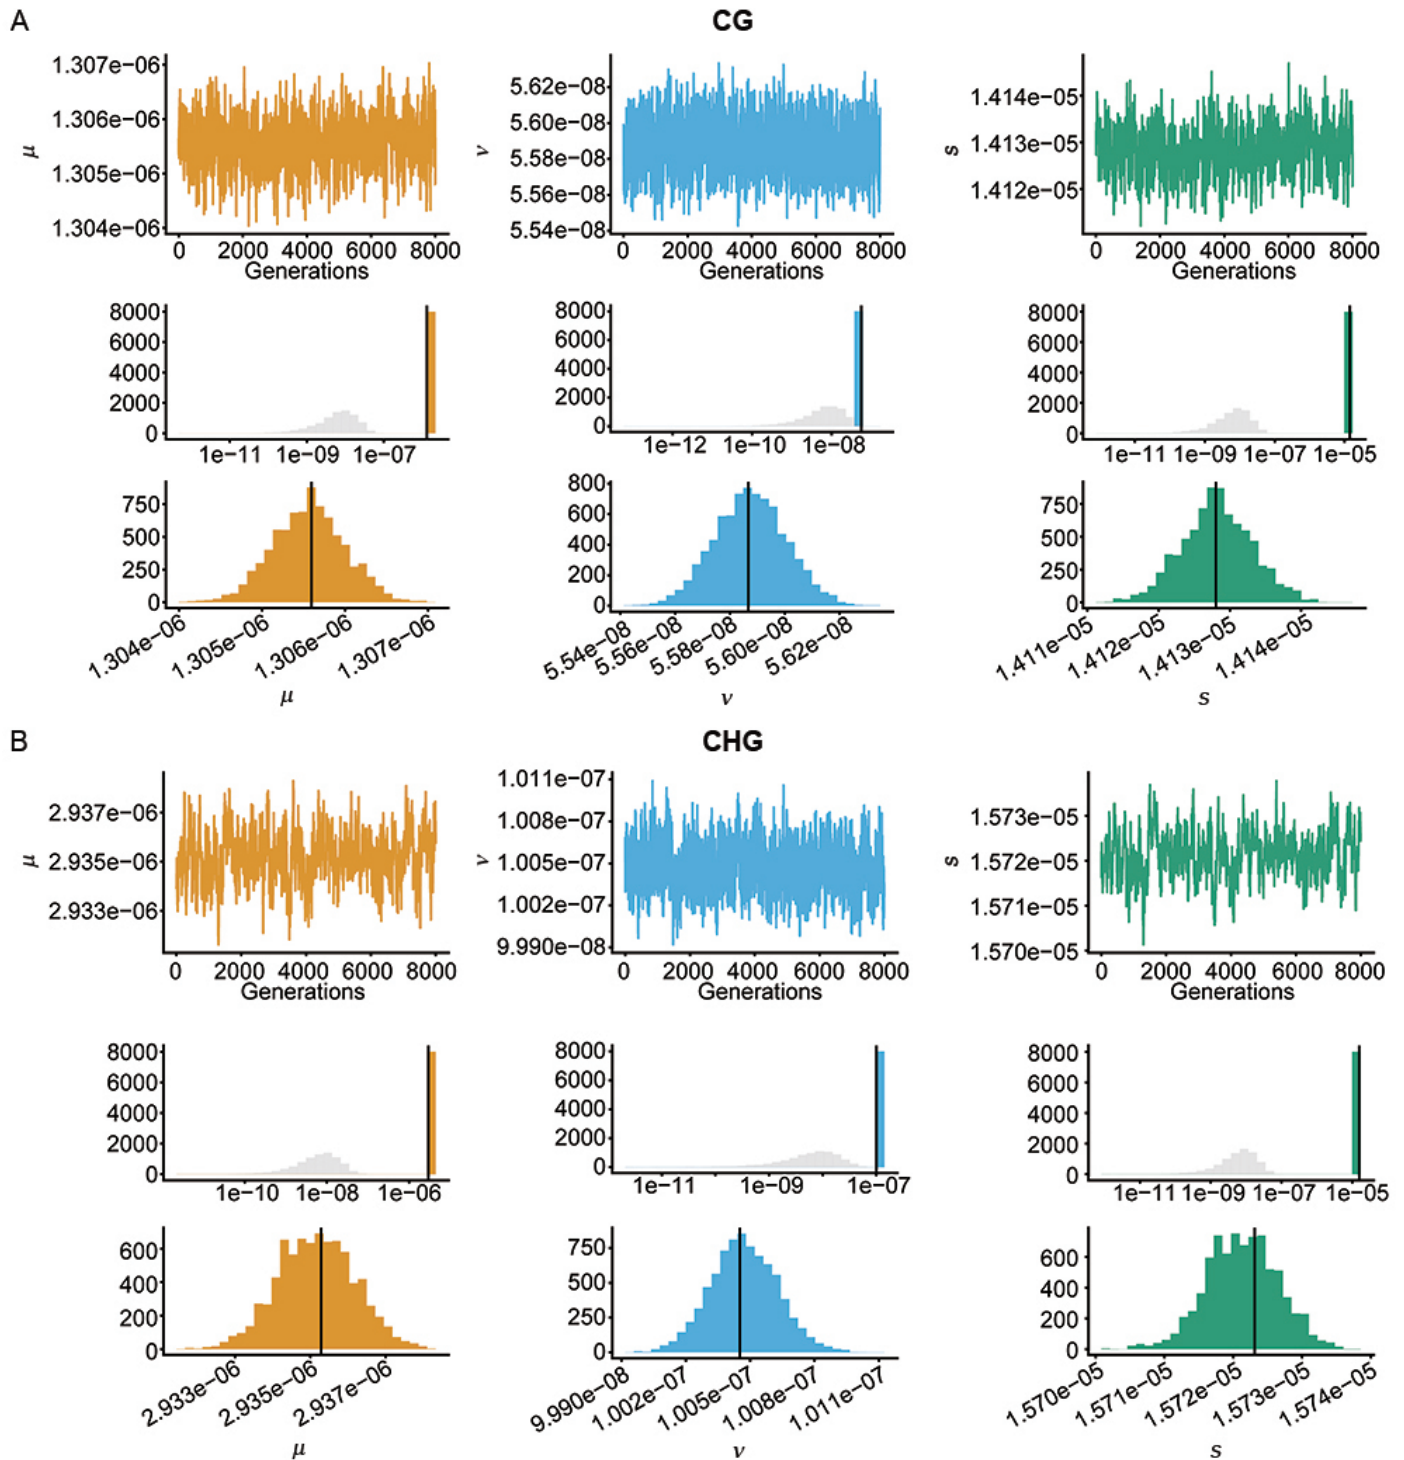 A
CG
μ
1.307e−06
1.306e−06
1.305e−06
1.304e−06
0 2000 4000 6000 8000
Generations
ν
5.62e−08
5.60e−08
5.58e−08
5.56e−08
5.54e−08
0 2000 4000 6000 8000
Generations
s
1.414e−05
1.413e−05
1.412e−05
0 2000 4000 6000 8000
Generations
8000
6000
4000
2000
0
1e−11 1e−09 1e−07
8000
6000
4000
2000
0
1e−12 1e−10 1e−08
8000
6000
4000
2000
0
1e−11 1e−09 1e−07 1e−05
750
500
250
0
1.304e−06 1.305e−06 1.306e−06 1.307e−06
μ
800
600
400
200
0
5.54e−08 5.56e−08 5.58e−08 5.60e−08 5.62e−08
ν
750
500
250
0
1.411e−05 1.412e−05 1.413e−05 1.414e−05
s
B
CHG
μ
2.937e−06
2.935e−06
2.933e−06
0 2000 4000 6000 8000
Generations
ν
1.011e−07
1.008e−07
1.005e−07
1.002e−07
9.990e−08
0 2000 4000 6000 8000
Generations
s
1.573e−05
1.572e−05
1.571e−05
1.570e−05
0 2000 4000 6000 8000
Generations
8000
6000
4000
2000
0
1e−10 1e−08 1e−06
8000
6000
4000
2000
0
1e−11 1e−09 1e−07
8000
6000
4000
2000
0
1e−11 1e−09 1e−07 1e−05
600
400
200
0
2.933e−06 2.935e−06 2.937e−06
μ
750
500
250
0
9.990e−08 1.002e−07 1.005e−07 1.008e−07 1.011e−07
ν
600
400
200
0
1.570e−05 1.571e−05 1.572e−05 1.573e−05 1.574e−05
s